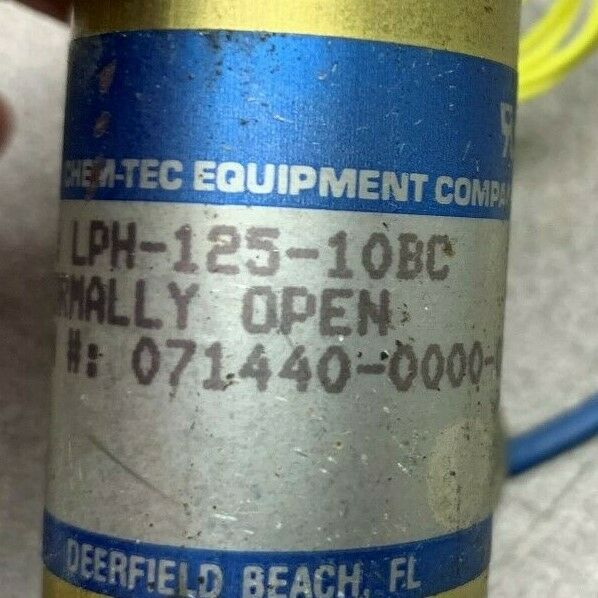 CHEM-TEC EQUIPMENT COMPA
LPH-125-10BC
RMALLY OPEN
#: 071440-0000-
DEERFIELD BEACH, FL